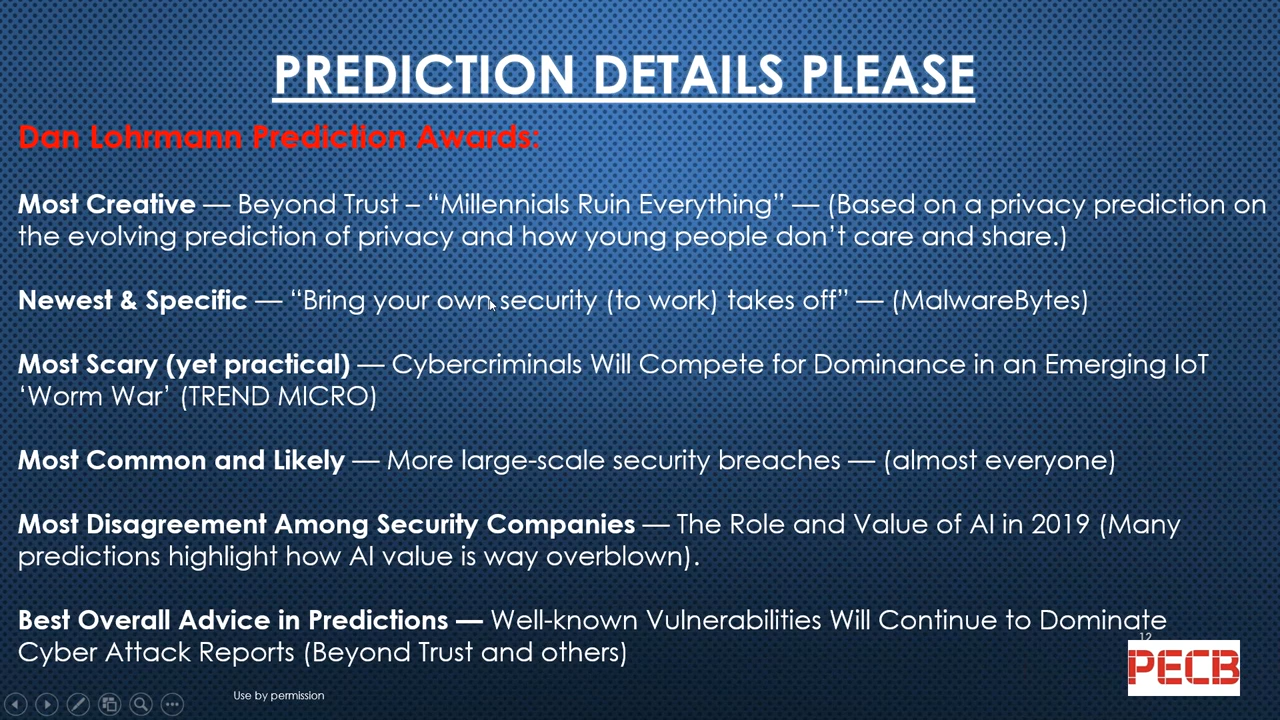 PREDICTION DETAILS PLEASE
Dan Lohrmann Prediction Awards:
Most Creative — Beyond Trust – “Millennials Ruin Everything” — (Based on a privacy prediction on
the evolving prediction of privacy and how young people don’t care and share.)
Newest & Specific — “Bring your own security (to work) takes off” — (MalwareBytes)
Most Scary (yet practical) — Cybercriminals Will Compete for Dominance in an Emerging IoT
‘Worm War’ (TREND MICRO)
Most Common and Likely — More large-scale security breaches — (almost everyone)
Most Disagreement Among Security Companies — The Role and Value of AI in 2019 (Many
predictions highlight how AI value is way overblown).
Best Overall Advice in Predictions — Well-known Vulnerabilities Will Continue to Dominate
Cyber Attack Reports (Beyond Trust and others)
12
PECB
Use by permission